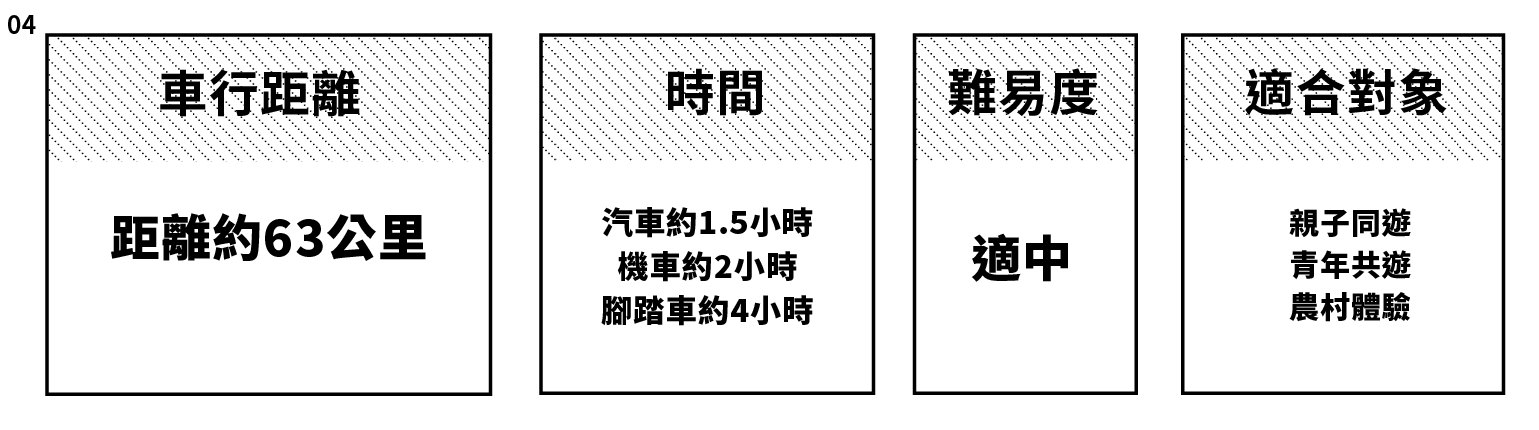 04
車行距離
距離約63公里
時間
汽車約1.5小時
機車約2小時
腳踏車約4小時
難易度
適中
適合對象
親子同遊
青年共遊
農村體驗